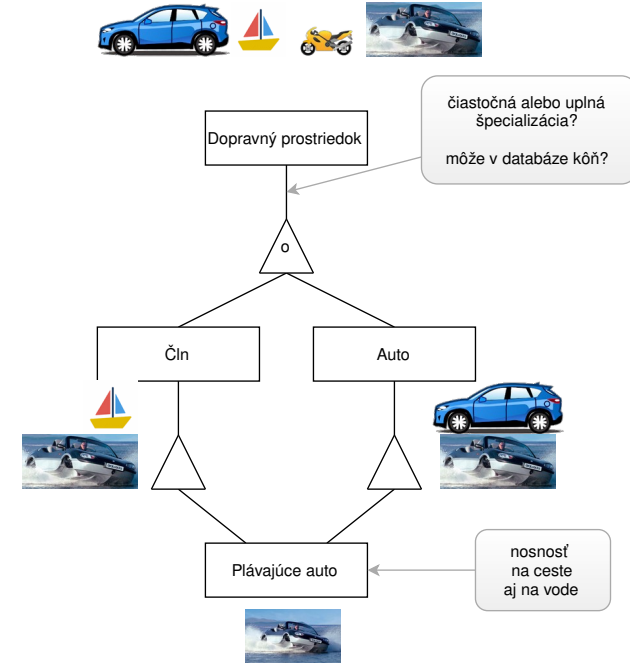 čiastočná alebo uplná
špecializácia?
môže v databáze kôň?
Dopravný prostriedok
o
Čln
Auto
Plávajúce auto
nosnosť
na ceste
aj na vode